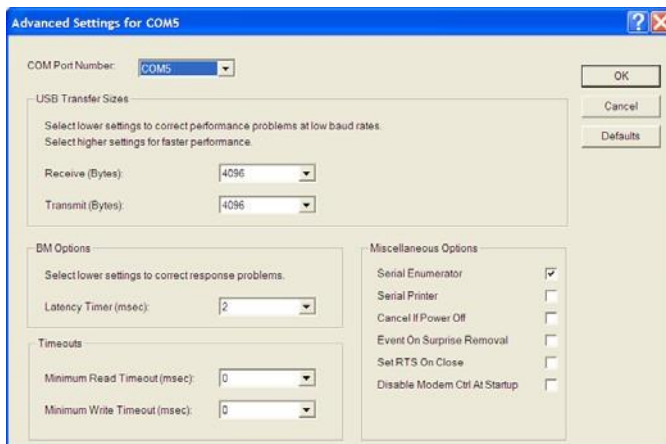 Advanced Settings for COM5
COM Port Number: COM5
OK
Cancel
Defaults
USB Transfer Sizes
Select lower settings to correct performance problems at low baud rates.
Select higher settings for faster performance.
Receive (Bytes): 4096
Transmit (Bytes): 4096
BM Options
Select lower settings to correct response problems.
Latency Timer (msec): 2
Timeouts
Minimum Read Timeout (msec): 0
Minimum Write Timeout (msec): 0
Miscellaneous Options
Serial Enumerator
Serial Printer
Cancel If Power Off
Event On Surprise Removal
Set RTS On Close
Disable Modem Ctrl At Startup